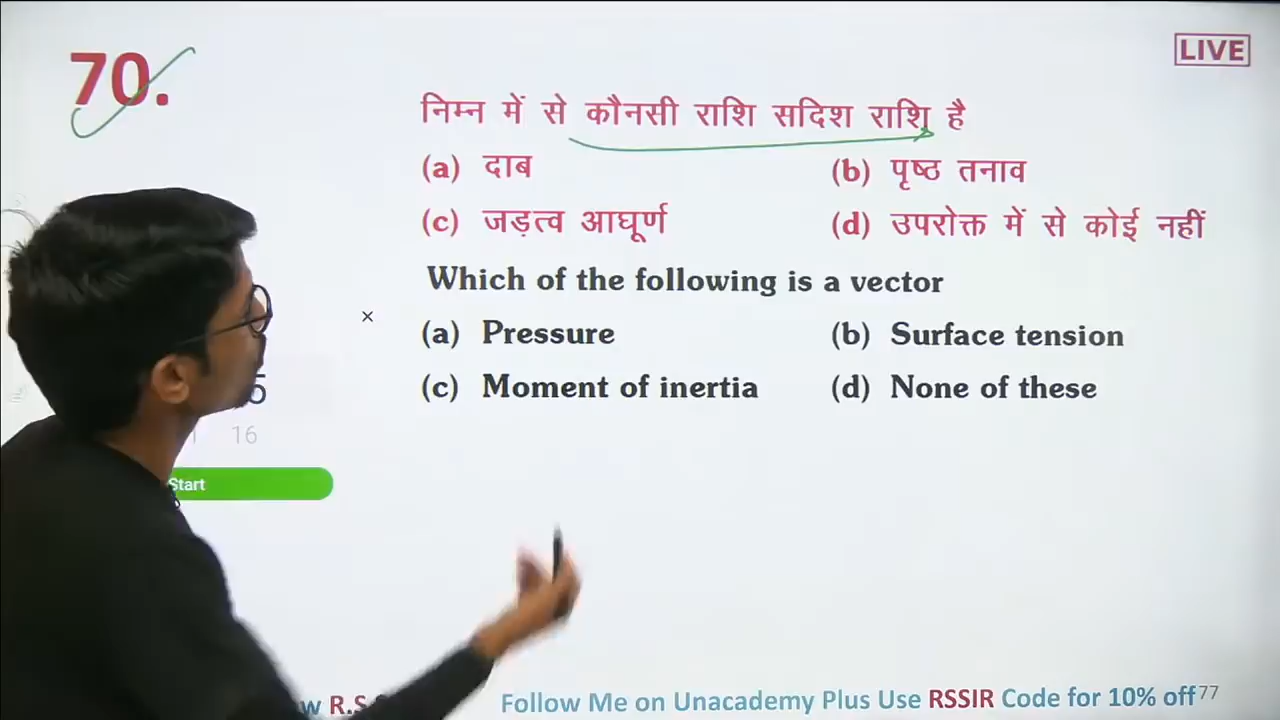 70.
LIVE
निम्न में से कौनसी राशि सदिश राशि है
(a) दाब (b) पृष्ठ तनाव
(c) जड़त्व आघूर्ण (d) उपरोक्त में से कोई नहीं
Which of the following is a vector
(a) Pressure (b) Surface tension
(c) Moment of inertia (d) None of these
×
16
Start
Follow Me on Unacademy Plus Use RSSIR Code for 10% off
77